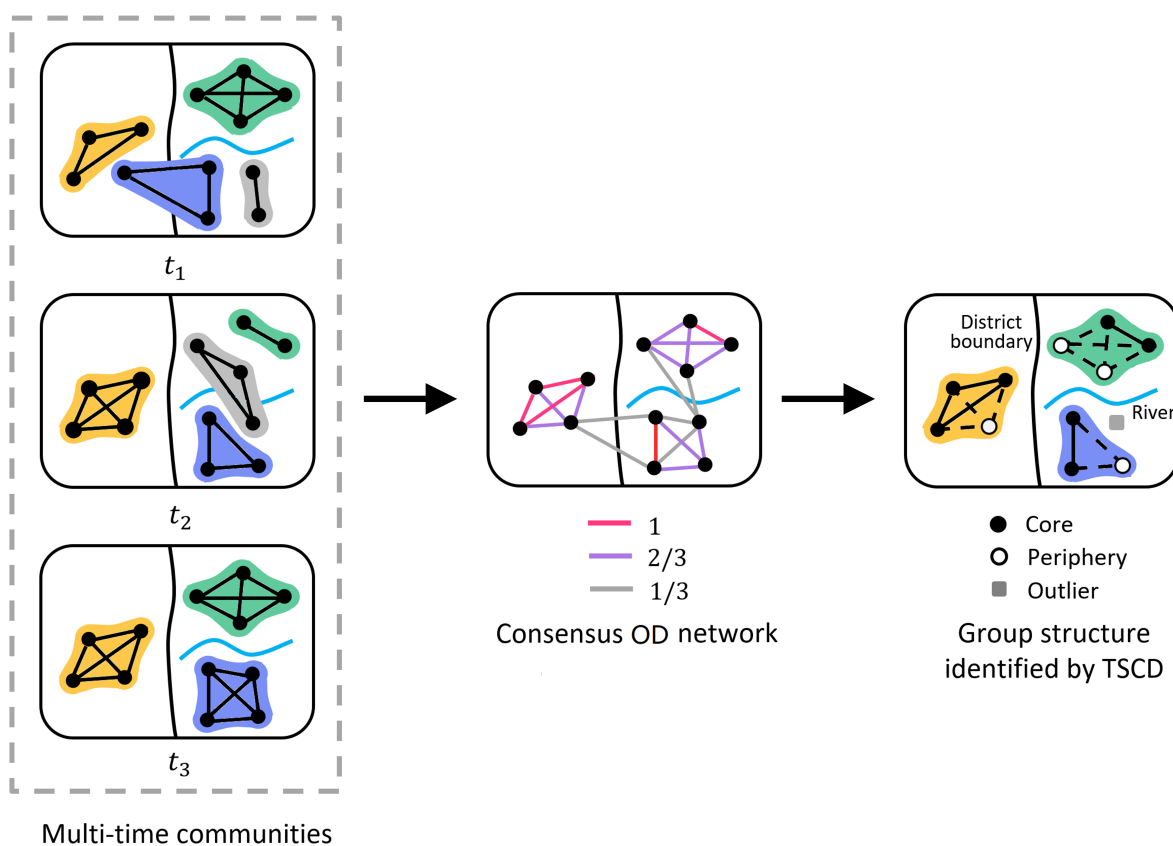 t₁
t₂
t₃
Multi-time communities
1
2/3
1/3
Consensus OD network
District
boundary
River
Core
Periphery
Outlier
Group structure
identified by TSCD